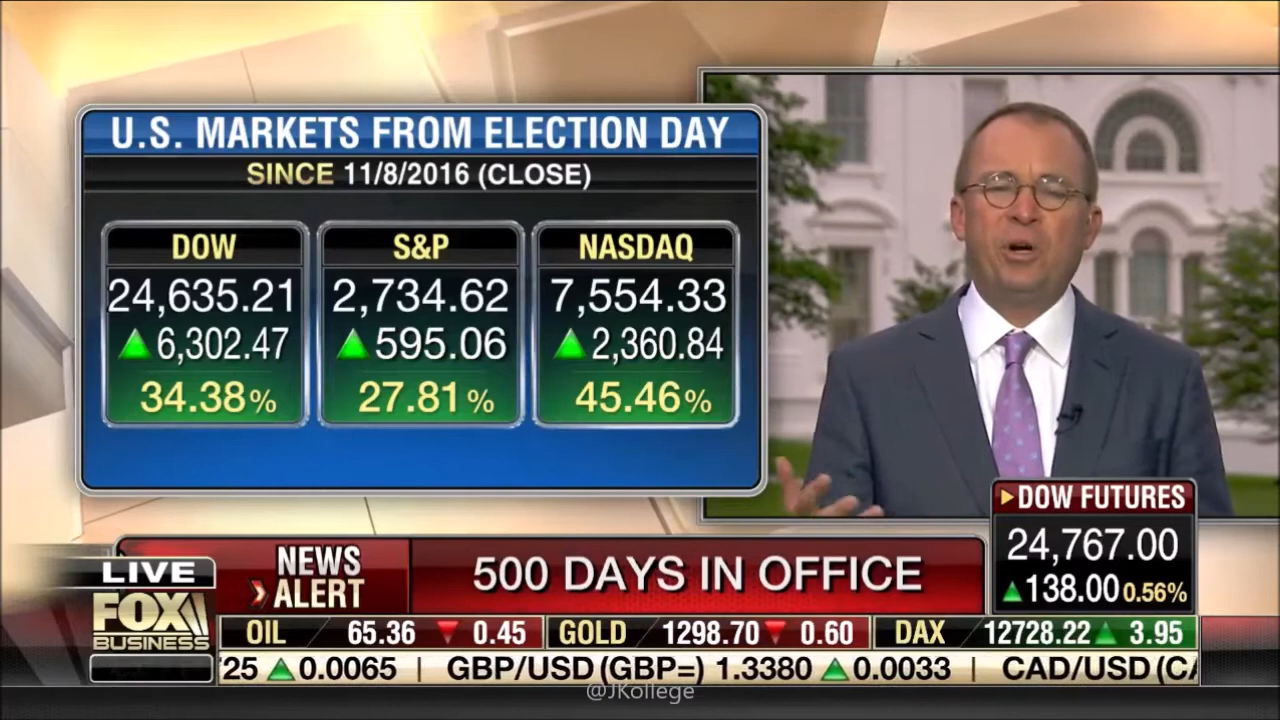 U.S. MARKETS FROM ELECTION DAY
SINCE 11/8/2016 (CLOSE)
DOW
24,635.21
▲ 6,302.47
34.38%
S&P
2,734.62
▲ 595.06
27.81%
NASDAQ
7,554.33
▲ 2,360.84
45.46%
DOW FUTURES
24,767.00
▲ 138.00 0.56%
NEWS
ALERT
500 DAYS IN OFFICE
LIVE
FOX
BUSINESS
OIL 65.36 ▼ 0.45 GOLD 1298.70 ▼ 0.60 DAX 12728.22 ▲ 3.95
25 ▲ 0.0065 | GBP/USD (GBP=) 1.3380 ▲ 0.0033 | CAD/USD (CA
@JKollege